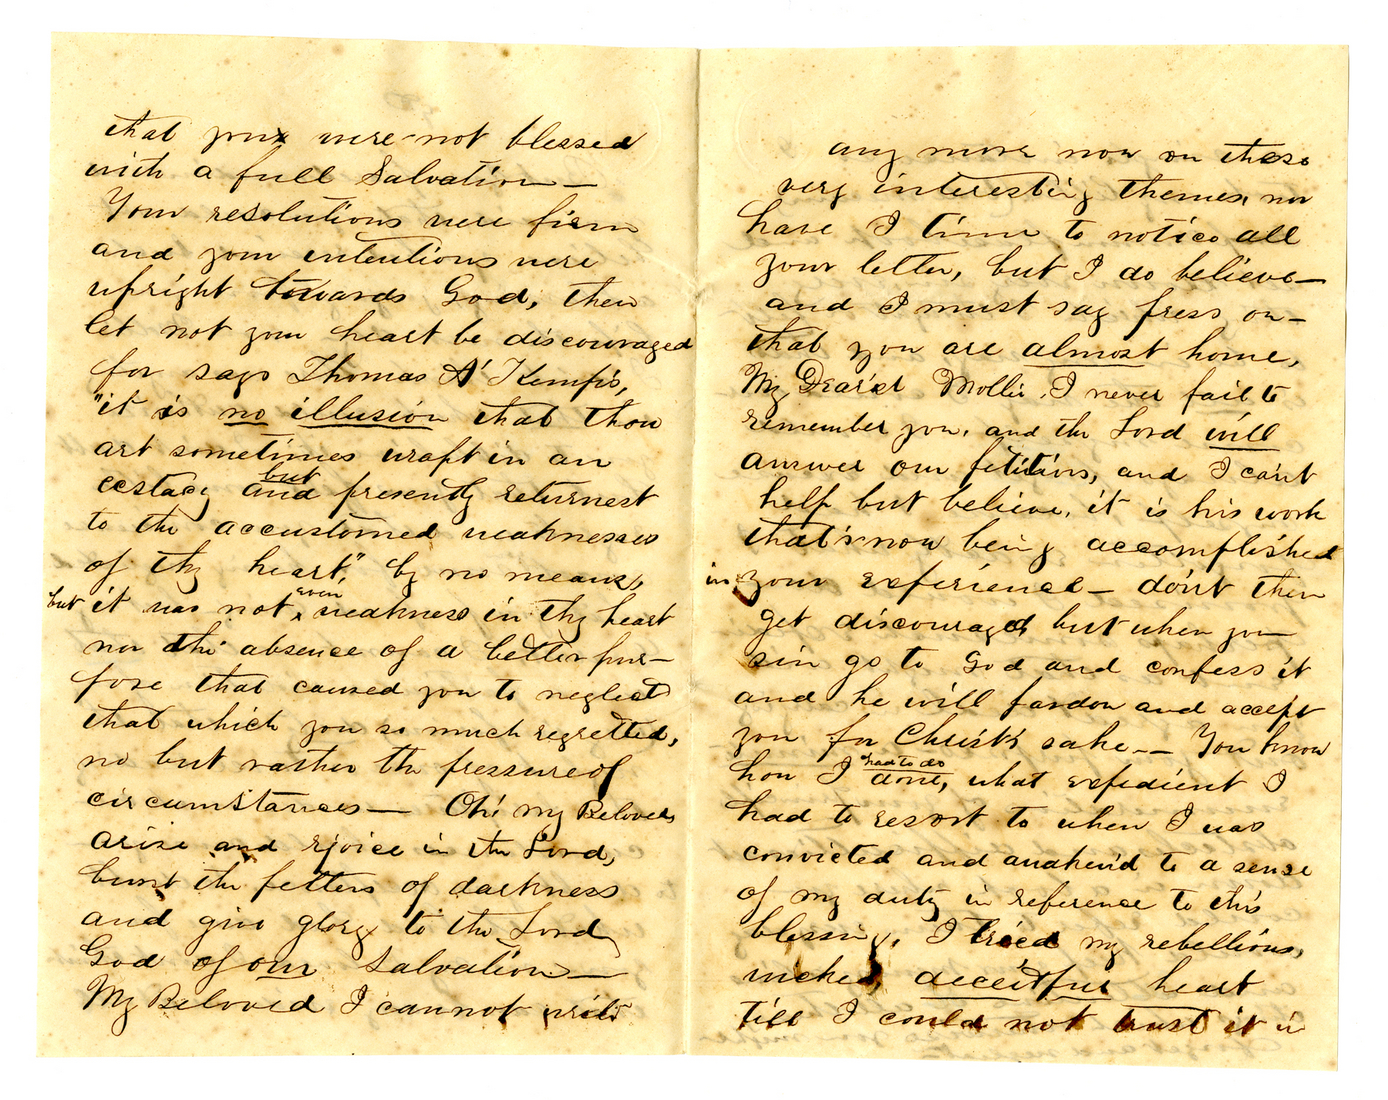 that you were not blessed
with a full Salvation—
Your resolutions were firm
and your intentions were
upright towards God, then
let not your heart be discouraged
for says Thomas A' Kempis,
"it is no illusion that thou
art sometimes wrapt in an
but
ecstacy and presently returnest
to the accustomed weaknesses
of thy heart", by no means,
even
but it was not, weakness in thy heart
nor the absence of a better pur-
pose that caused you to neglect
that which you so much regretted,
no but rather the pressure of
circumstances— Oh! my Beloved
arise and rejoice in the Lord,
burst the fetters of darkness
and give glory to the Lord
God of our Salvation—
My Beloved I cannot write
any more now on these
very interesting themes, nor
have I time to notice all
your letter, but I do believe—
and I must say press on—
that you are almost home,
My Dearest Mollie. I never fail to
remember you, and the Lord will
answer our petitions, and I can't
help but believe, it is his work
that's now being accomplished
in your experience— don't then
get discouraged but when you
sin go to God and confess it
and he will pardon and accept
you for Christ's sake—— You know
had to do
how I done, what expedient I
had to resort to when I was
convicted and awaken'd to a sense
of my duty in reference to this
blessing. I tried my rebellious,
wicked, deceitful heart
till I could not trust it in